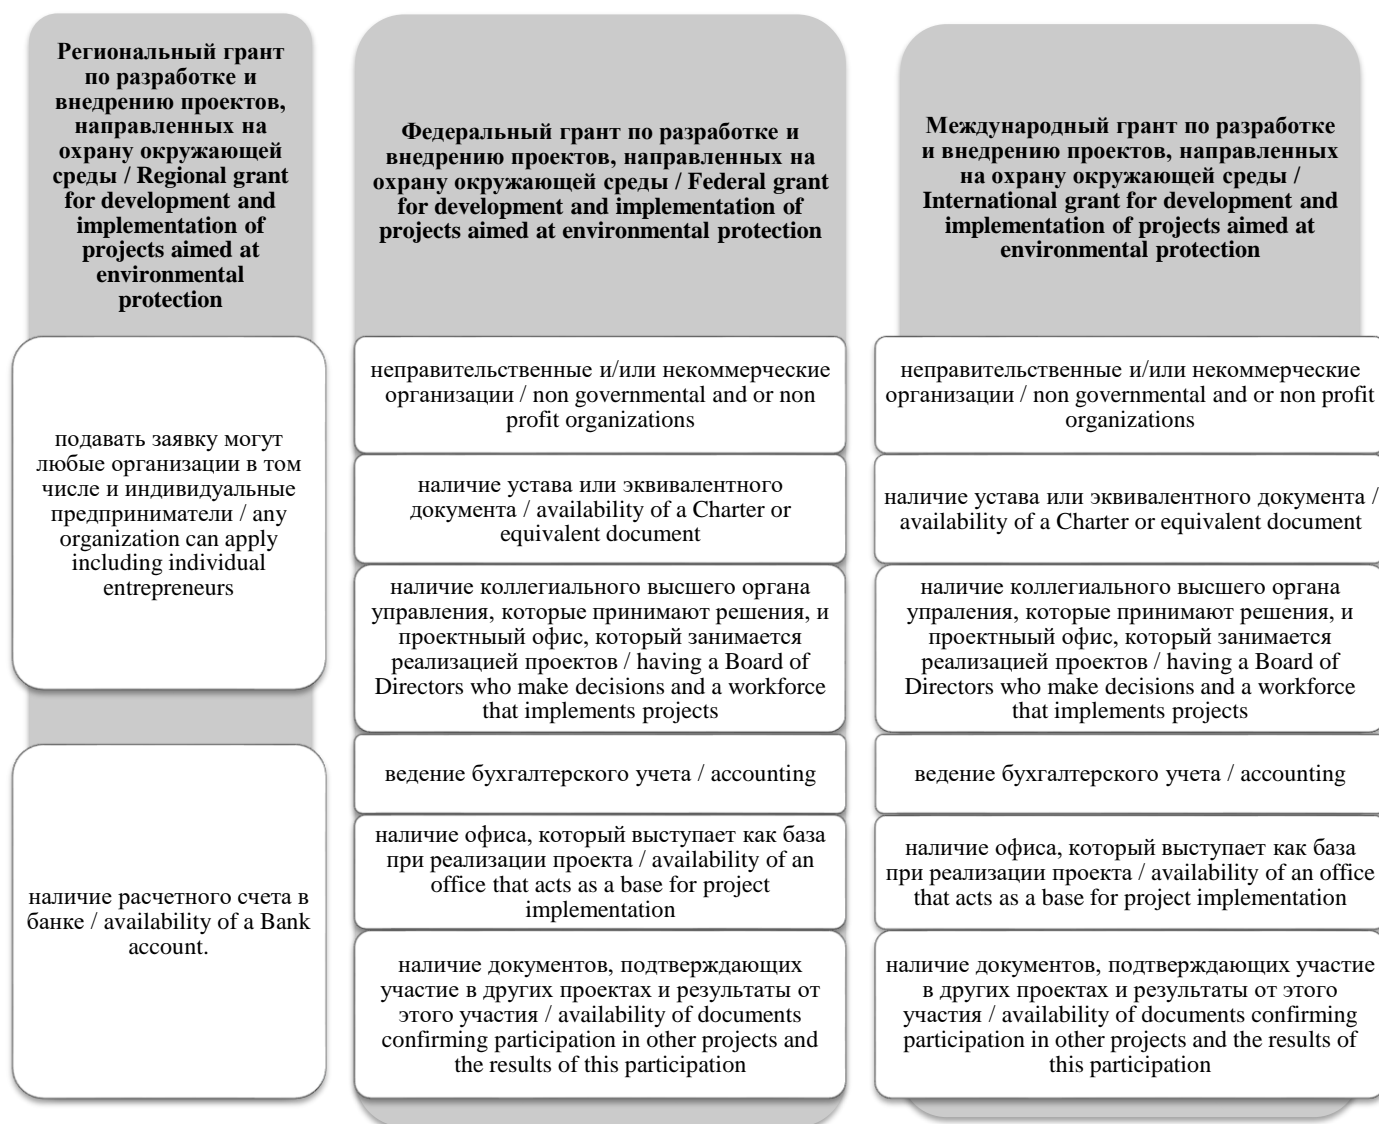 Региональный грант
по разработке и
внедрению проектов,
направленных на
охрану окружающей
среды / Regional grant
for development and
implementation of
projects aimed at
environmental
protection
подавать заявку могут
любые организации в том
числе и индивидуальные
предприниматели / any
organization can apply
including individual
entrepreneurs
наличие расчетного счета в
банке / availability of a Bank
account.
Федеральный грант по разработке и
внедрению проектов, направленных на
охрану окружающей среды / Federal grant
for development and implementation of
projects aimed at environmental protection
неправительственные и/или некоммерческие
организации / non governmental and or non
profit organizations
наличие устава или эквивалентного
документа / availability of a Charter or
equivalent document
наличие коллегиального высшего органа
управления, которые принимают решения, и
проектныый офис, который занимается
реализацией проектов / having a Board of
Directors who make decisions and a workforce
that implements projects
ведение бухгалтерского учета / accounting
наличие офиса, который выступает как база
при реализации проекта / availability of an
office that acts as a base for project
implementation
наличие документов, подтверждающих
участие в других проектах и результаты от
этого участия / availability of documents
confirming participation in other projects and
the results of this participation
Международный грант по разработке
и внедрению проектов, направленных
на охрану окружающей среды /
International grant for development and
implementation of projects aimed at
environmental protection
неправительственные и/или некоммерческие
организации / non governmental and or non profit
organizations
наличие устава или эквивалентного документа /
availability of a Charter or equivalent document
наличие коллегиального высшего органа
упраления, которые принимают решения, и
проектныый офис, который занимается
реализацией проектов / having a Board of
Directors who make decisions and a workforce
that implements projects
ведение бухгалтерского учета / accounting
наличие офиса, который выступает как база
при реализации проекта / availability of an office
that acts as a base for project implementation
наличие документов, подтверждающих участие
в других проектах и результаты от этого
участия / availability of documents confirming
participation in other projects and the results of
this participation